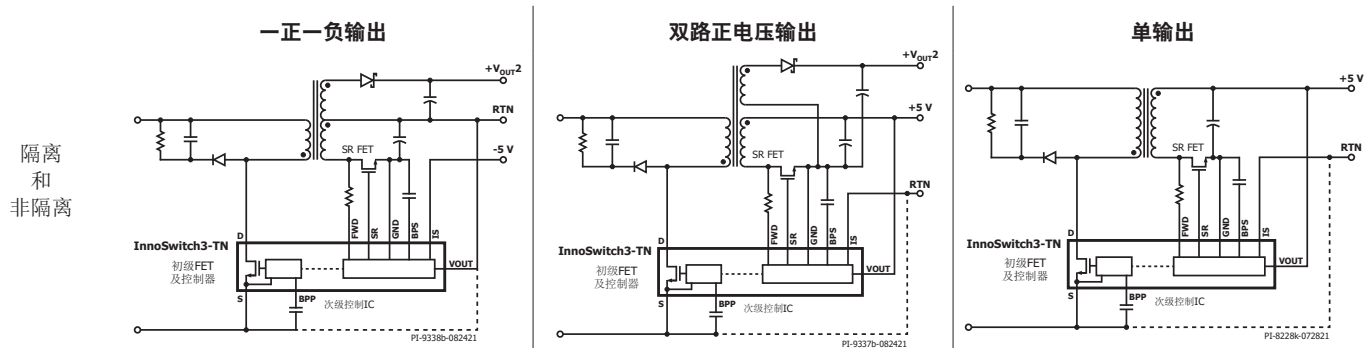 一正一负输出
双路正电压输出
单输出
隔离
和
非隔离
+VOUT2
RTN
-5 V
SR FET
FWD
SR
GND
BPS
IS
D
InnoSwitch3-TN
初级FET
及控制器
VOUT
S
BPP
次级控制IC
PI-9338b-082421
+VOUT2
+5 V
SR FET
RTN
FWD
SR
GND
BPS
IS
D
InnoSwitch3-TN
初级FET
及控制器
VOUT
S
BPP
次级控制IC
PI-9337b-082421
+5 V
SR FET
RTN
FWD
SR
GND
BPS
IS
D
InnoSwitch3-TN
初级FET
及控制器
VOUT
S
BPP
次级控制IC
PI-8228k-072821